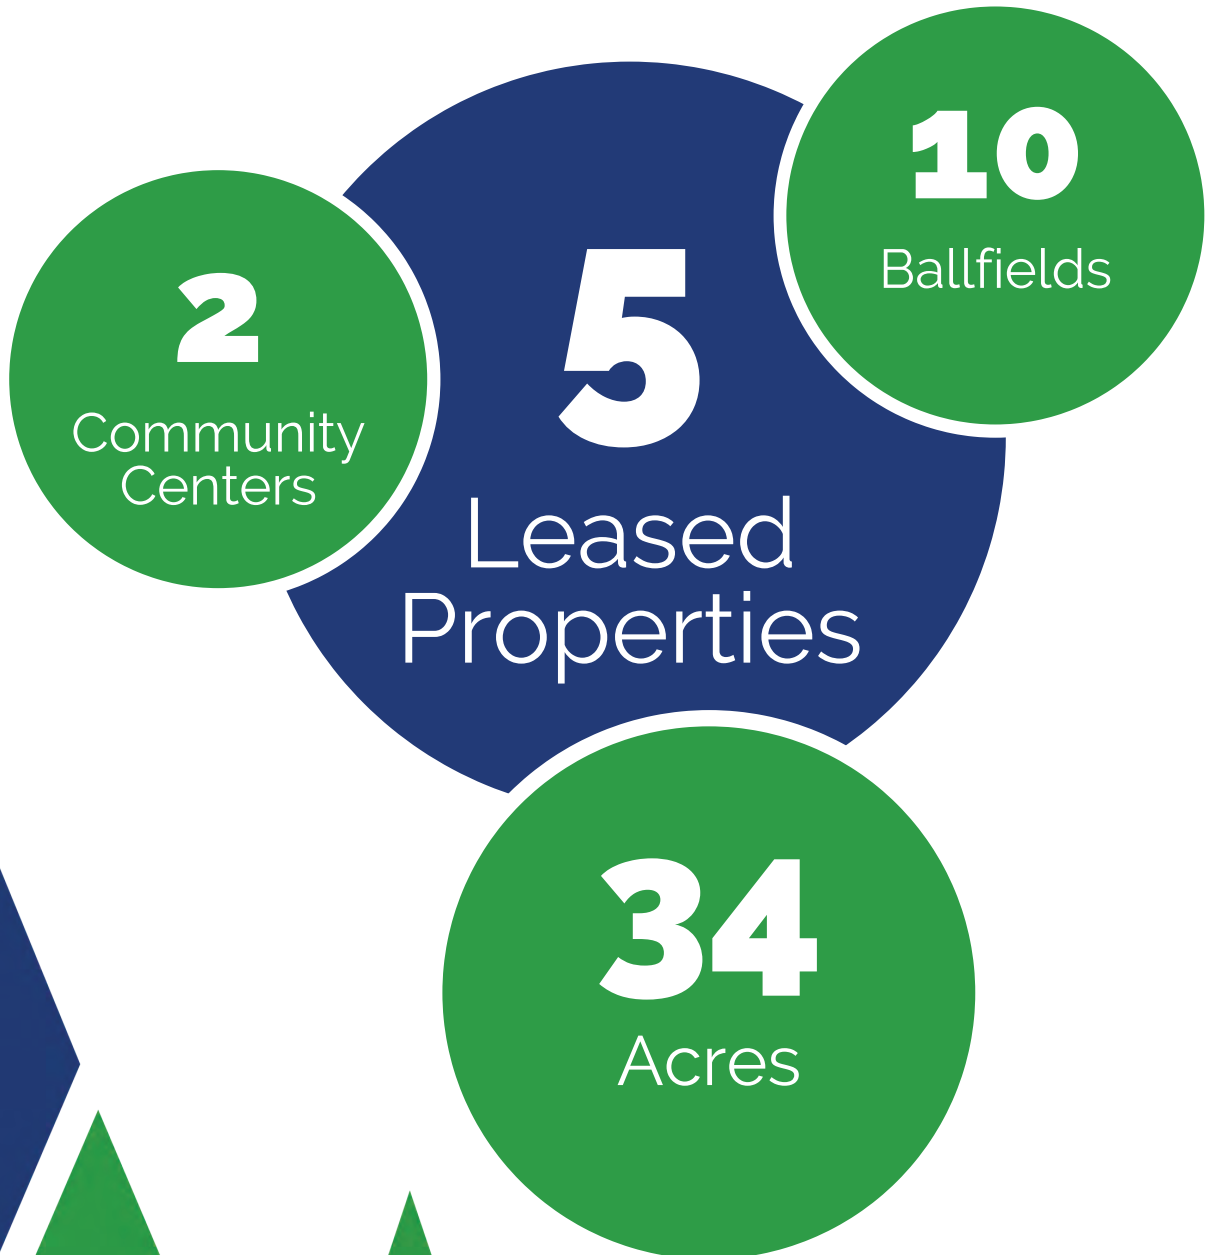 10
Ballfields
2
Community
Centers
5
Leased
Properties
34
Acres